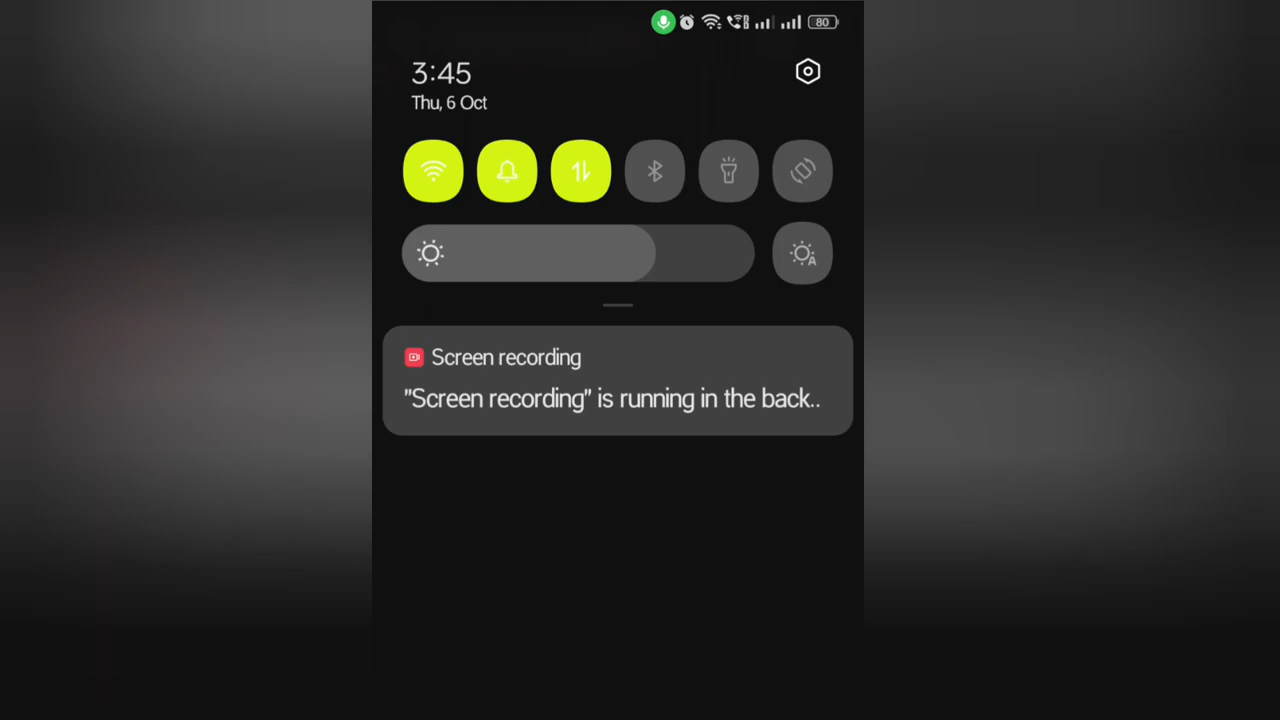 80
3:45
Thu, 6 Oct
A
Screen recording
"Screen recording" is running in the back..